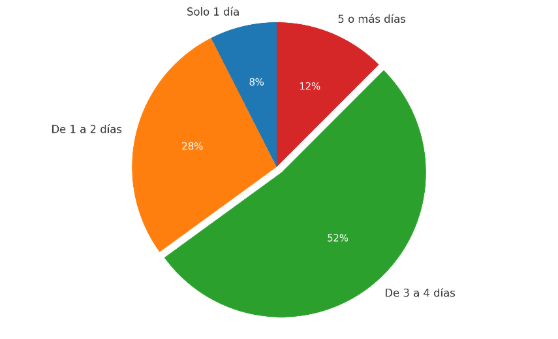 Solo 1 día
5 o más días
8%
12%
De 1 a 2 días
28%
52%
De 3 a 4 días